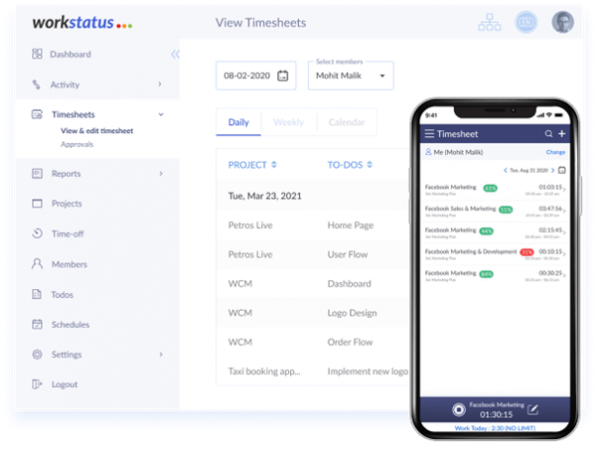 workstatus
View Timesheets
Dashboard
Activity
Timesheets
View & edit timesheet
Approvals
Reports
Projects
Time-off
Members
Todos
Schedules
Settings
Logout
08-02-2020
Select members
Mohit Malik
Daily Weekly Calendar
PROJECT TO-DOS
Tue, Mar 23, 2021
Petros Live Home Page
Petros Live User Flow
WCM Dashboard
WCM Logo Design
WCM Order Flow
Taxi booking app... Implement new logo
9:41
Timesheet
Me (Mohit Malik) Change
Tue, Aug 31 2020
Facebook Marketing 01:03:15
Facebook Sales & Marketing 03:47:56
Facebook Marketing 02:15:45
Facebook Marketing & Development 00:10:15
Facebook Marketing 00:30:25
Facebook Marketing
01:30:15
Work Today : 2:30 (NO LIMIT)